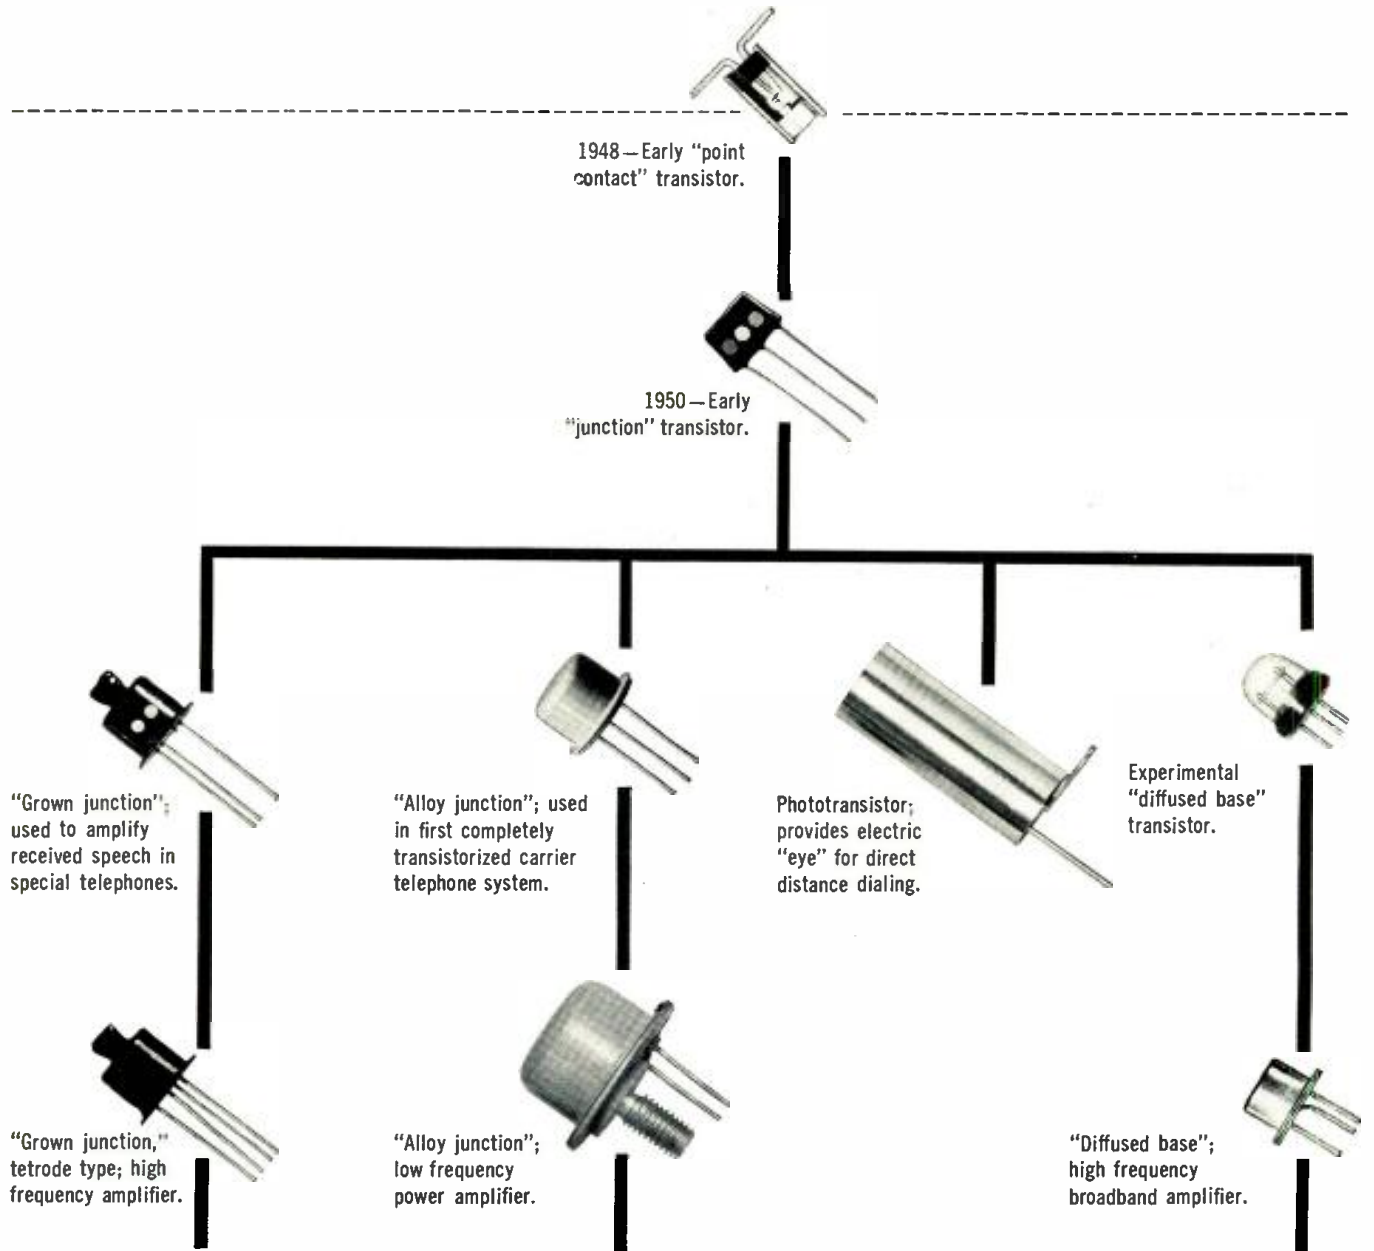 1948—Early “point
contact” transistor.
1950—Early
“junction” transistor.
“Grown junction”;
used to amplify
received speech in
special telephones.
“Alloy junction”; used
in first completely
transistorized carrier
telephone system.
Phototransistor;
provides electric
“eye” for direct
distance dialing.
Experimental
“diffused base”
transistor.
“Grown junction,”
tetrode type; high
frequency amplifier.
“Alloy junction”;
low frequency
power amplifier.
“Diffused base”;
high frequency
broadband amplifier.